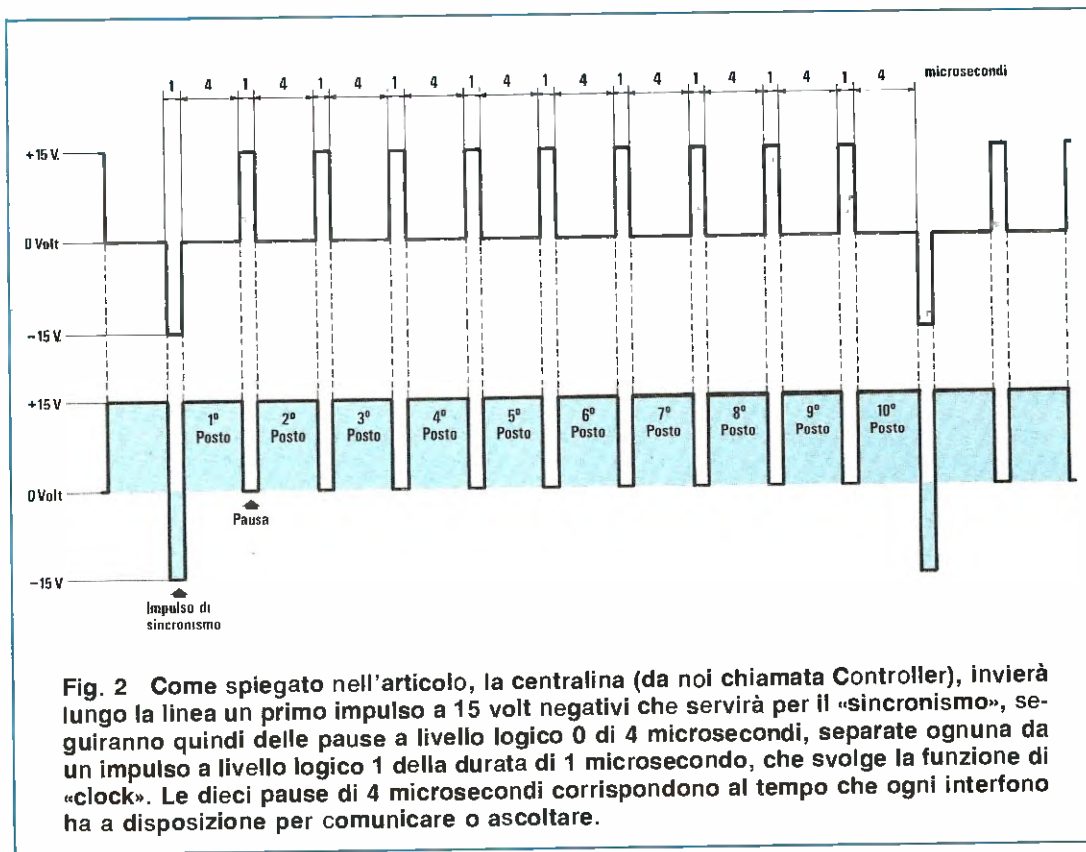 1 4 1 4 1 4 1 4 1 4 1 4 1 4 1 4 1 4 1 4 microsecondi
+15 V.
0 Volt
−15 V.
+15 V
1° Posto 2° Posto 3° Posto 4° Posto 5° Posto 6° Posto 7° Posto 8° Posto 9° Posto 10° Posto
0 Volt
Pausa
−15 V
Impulso di
sincronismo
Fig. 2 Come spiegato nell'articolo, la centralina (da noi chiamata Controller), invierà
lungo la linea un primo impulso a 15 volt negativi che servirà per il «sincronismo», se-
guiranno quindi delle pause a livello logico 0 di 4 microsecondi, separate ognuna da
un impulso a livello logico 1 della durata di 1 microsecondo, che svolge la funzione di
«clock». Le dieci pause di 4 microsecondi corrispondono al tempo che ogni interfono
ha a disposizione per comunicare o ascoltare.